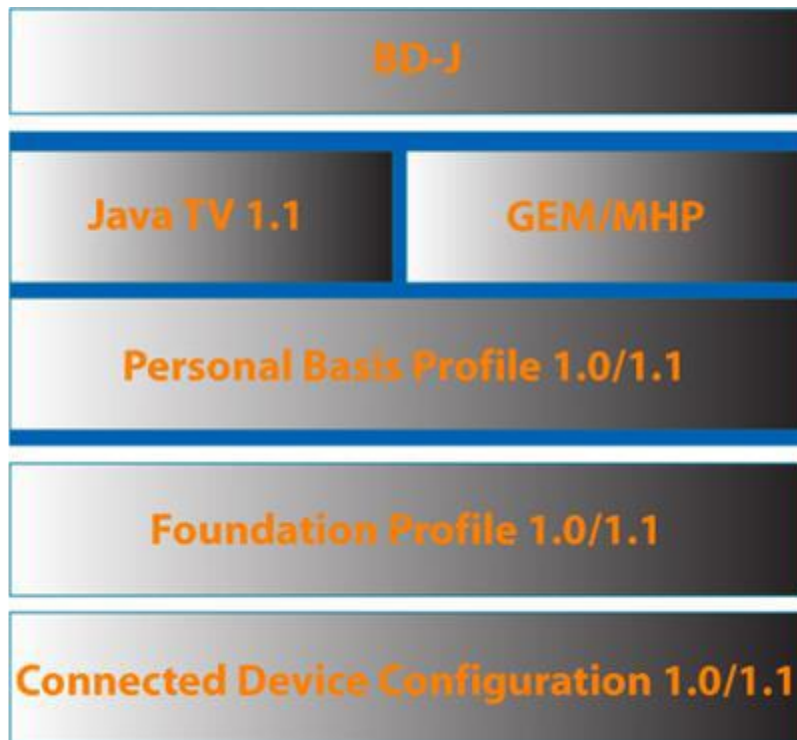 BD-J
Java TV 1.1
GEM/MHP
Personal Basis Profile 1.0/1.1
Foundation Profile 1.0/1.1
Connected Device Configuration 1.0/1.1